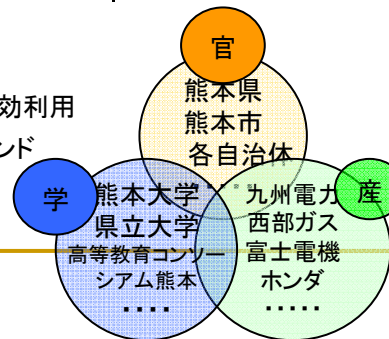 官
熊本県
熊本市
各自治体
効利用
ンド
学
熊本大学
県立大学
高等教育コンソー
シアム熊本
・・・・
産
九州電力
西部ガス
富士電機
ホンダ
・・・・・